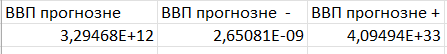 ВВП прогнозне ВВП прогнозне - ВВП прогнозне +
3,29468E+12 2,65081E-09 4,09494E+33